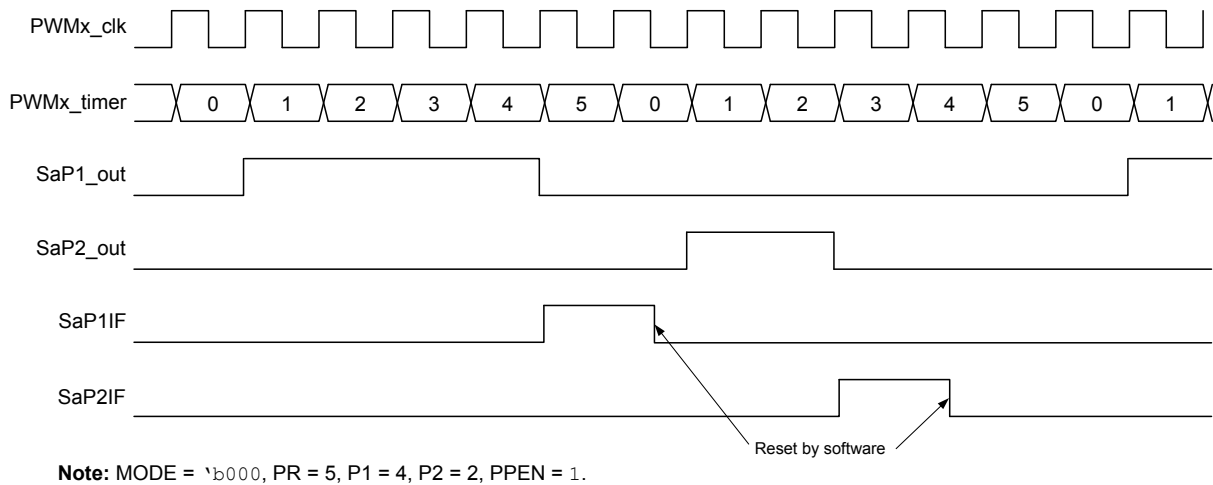 PWMx_clk
PWMx_timer 0 1 2 3 4 5 0 1 2 3 4 5 0 1
SaP1_out
SaP2_out
SaP1IF
SaP2IF
Reset by software
Note: MODE = ‘b000, PR = 5, P1 = 4, P2 = 2, PPEN = 1.